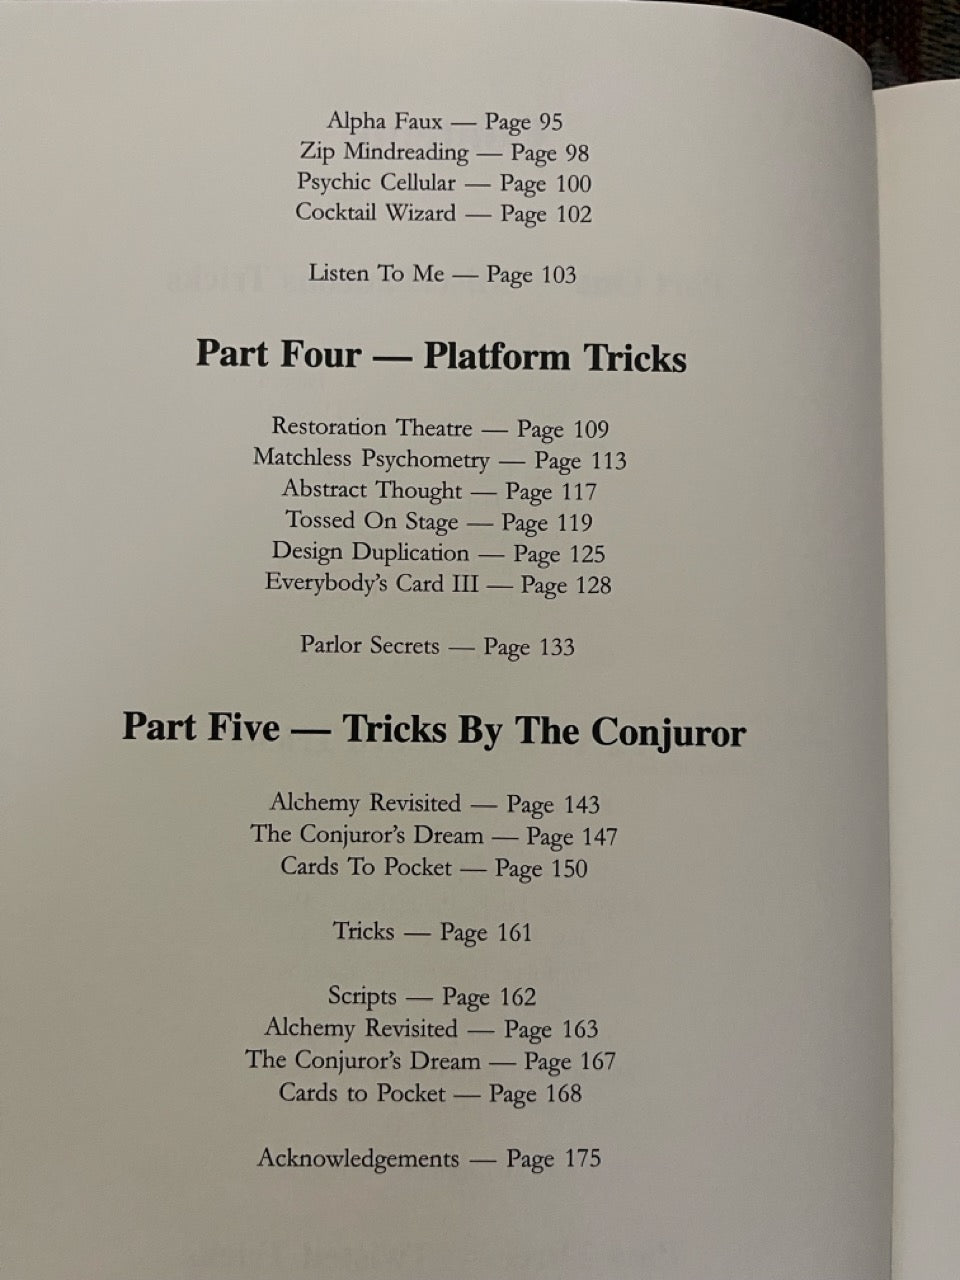 Alpha Faux — Page 95
Zip Mindreading — Page 98
Psychic Cellular — Page 100
Cocktail Wizard — Page 102
Listen To Me — Page 103
Part Four — Platform Tricks
Restoration Theatre — Page 109
Matchless Psychometry — Page 113
Abstract Thought — Page 117
Tossed On Stage — Page 119
Design Duplication — Page 125
Everybody's Card III — Page 128
Parlor Secrets — Page 133
Part Five — Tricks By The Conjuror
Alchemy Revisited — Page 143
The Conjuror's Dream — Page 147
Cards To Pocket — Page 150
Tricks — Page 161
Scripts — Page 162
Alchemy Revisited — Page 163
The Conjuror's Dream — Page 167
Cards to Pocket — Page 168
Acknowledgements — Page 175